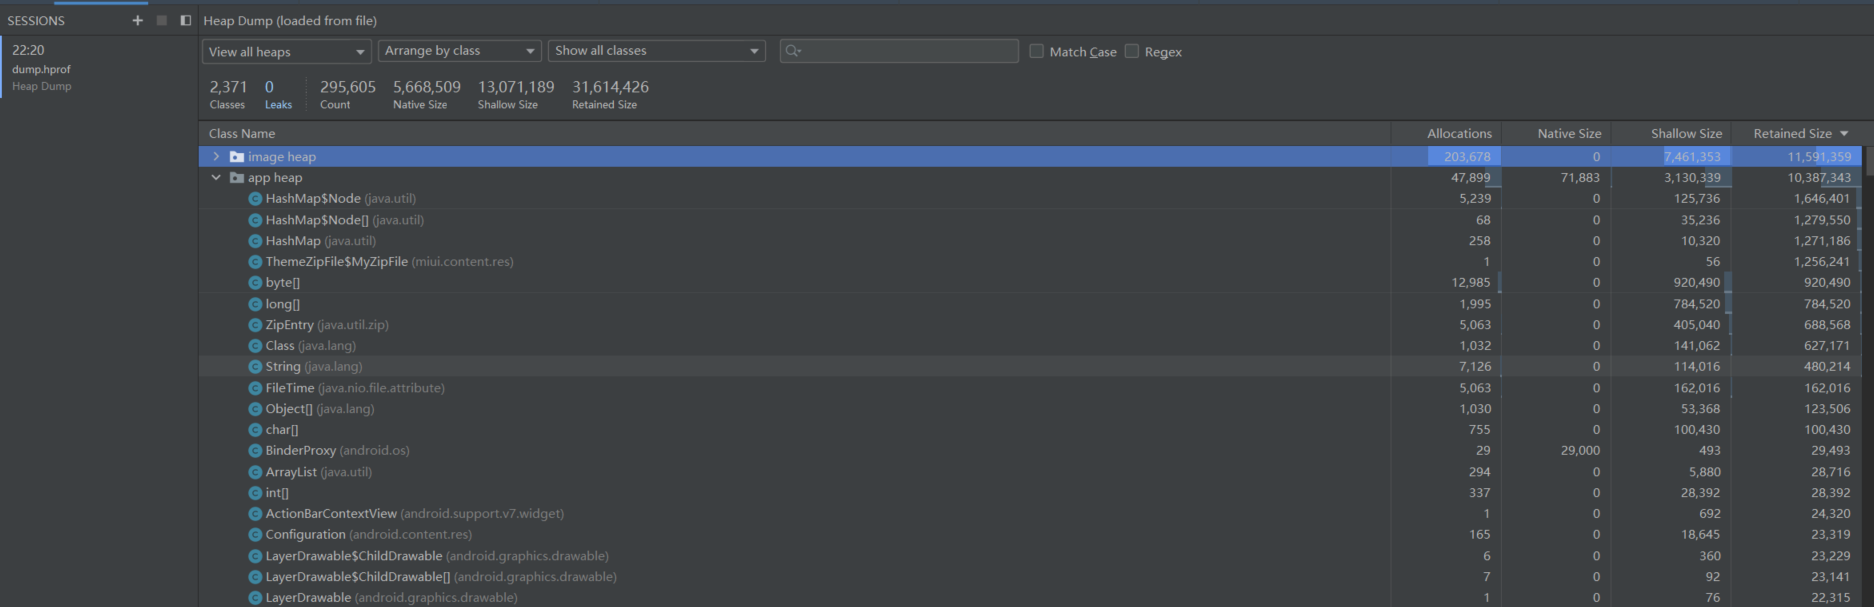 SESSIONS
Heap Dump (loaded from file)
22:20
dump.hprof
Heap Dump
View all heaps Arrange by class Show all classes Match Case Regex
2,371 0 295,605 5,668,509 13,071,189 31,614,426
Classes Leaks Count Native Size Shallow Size Retained Size
Class Name Allocations Native Size Shallow Size Retained Size
image heap 203,678 0 7,461,353 11,591,359
app heap 47,899 71,883 3,130,339 10,387,343
HashMap$Node (java.util) 5,239 0 125,736 1,646,401
HashMap$Node[] (java.util) 68 0 35,236 1,279,550
HashMap (java.util) 258 0 10,320 1,271,186
ThemeZipFile$MyZipFile (miui.content.res) 1 0 56 1,256,241
byte[] 12,985 0 920,490 920,490
long[] 1,995 0 784,520 784,520
ZipEntry (java.util.zip) 5,063 0 405,040 688,568
Class (java.lang) 1,032 0 141,062 627,171
String (java.lang) 7,126 0 114,016 480,214
FileTime (java.nio.file.attribute) 5,063 0 162,016 162,016
Object[] (java.lang) 1,030 0 53,368 123,506
char[] 755 0 100,430 100,430
BinderProxy (android.os) 29 29,000 493 29,493
ArrayList (java.util) 294 0 5,880 28,716
int[] 337 0 28,392 28,392
ActionBarContextView (android.support.v7.widget) 1 0 692 24,320
Configuration (android.content.res) 165 0 18,645 23,319
LayerDrawable$ChildDrawable (android.graphics.drawable) 6 0 360 23,229
LayerDrawable$ChildDrawable[] (android.graphics.drawable) 7 0 92 23,141
LayerDrawable (android.graphics.drawable) 1 0 76 22,315